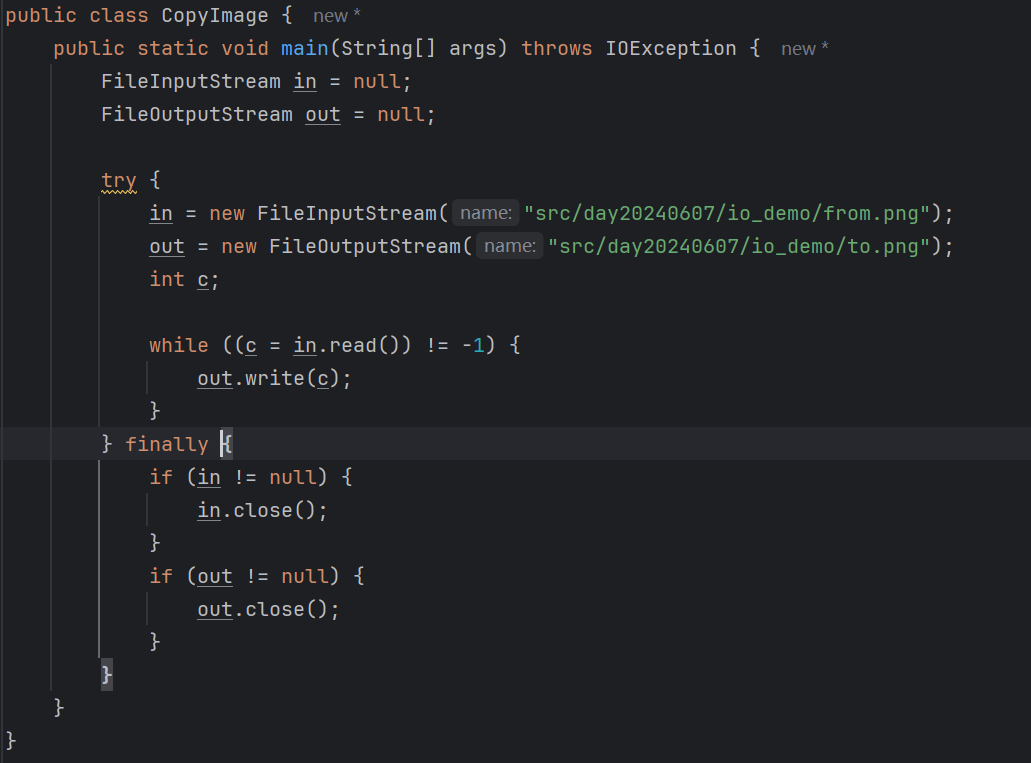 public class CopyImage {  new *
    public static void main(String[] args) throws IOException {  new *
        FileInputStream in = null;
        FileOutputStream out = null;

        try {
            in = new FileInputStream( name: "src/day20240607/io_demo/from.png");
            out = new FileOutputStream( name: "src/day20240607/io_demo/to.png");
            int c;

            while ((c = in.read()) != -1) {
                out.write(c);
            }
        } finally {
            if (in != null) {
                in.close();
            }
            if (out != null) {
                out.close();
            }
        }
    }
}